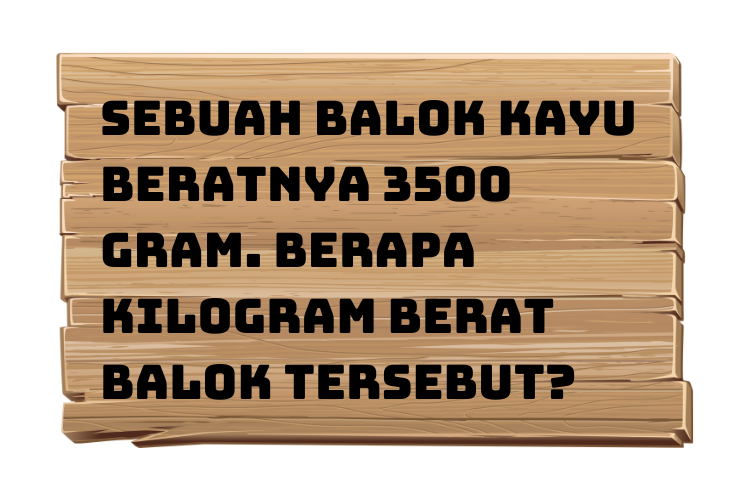 SEBUAH BALOK KAYU
BERATNYA 3500
GRAM. BERAPA
KILOGRAM BERAT
BALOK TERSEBUT?